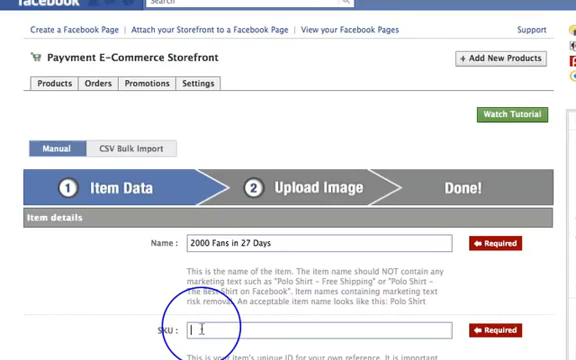 facebook Search
Create a Facebook Page Attach your Storefront to a Facebook Page View your Facebook Pages Support
Payvment E-Commerce Storefront + Add New Products
Products Orders Promotions Settings
Watch Tutorial
Manual CSV Bulk Import
1 Item Data 2 Upload Image Done!
Item details
Name : 2000 Fans in 27 Days Required
This is the name of the item. The item name should NOT contain any
marketing text such as "Polo Shirt - Free Shipping" or "Polo Shirt -
The Best Shirt on Facebook". Item names containing marketing text
risk removal. An acceptable item name looks like this: Polo Shirt
SKU : Required
This is your item's unique ID for your own reference. It is important